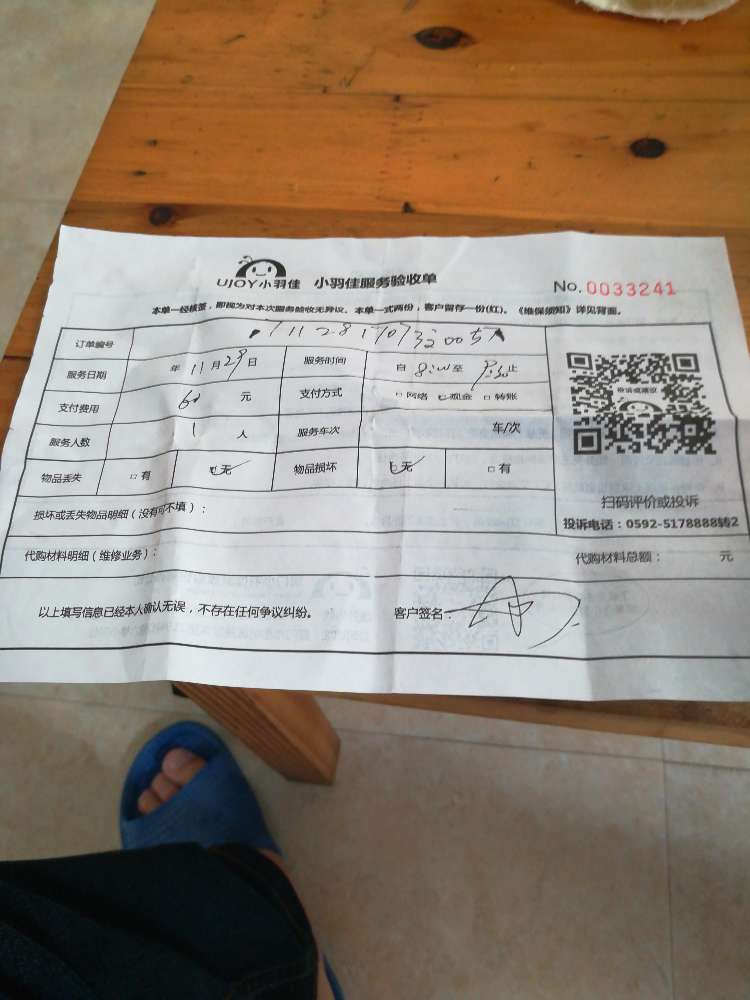 UJOY小羽佳 小羽佳服务验收单
No. 0033241
本单一经核签，即视为对本次服务验收无异议。本单一式两份，客户留存一份(红)。《维保须知》详见背面。
订单编号
服务日期 年 11 月 29 日 服务时间 自 8:00 至 止
支付费用 60 元 支付方式 □网络 □现金 □转账
服务人数 1 人 服务车次 车/次
物品丢失 □有 □无 物品损坏 □无 □有
扫码评价或投诉
投诉电话：0592-5178888转2
损坏或丢失物品明细（没有可不填）：
代购材料明细（维修业务）： 代购材料总额： 元
以上填写信息已经本人确认无误，不存在任何争议纠纷。 客户签名：